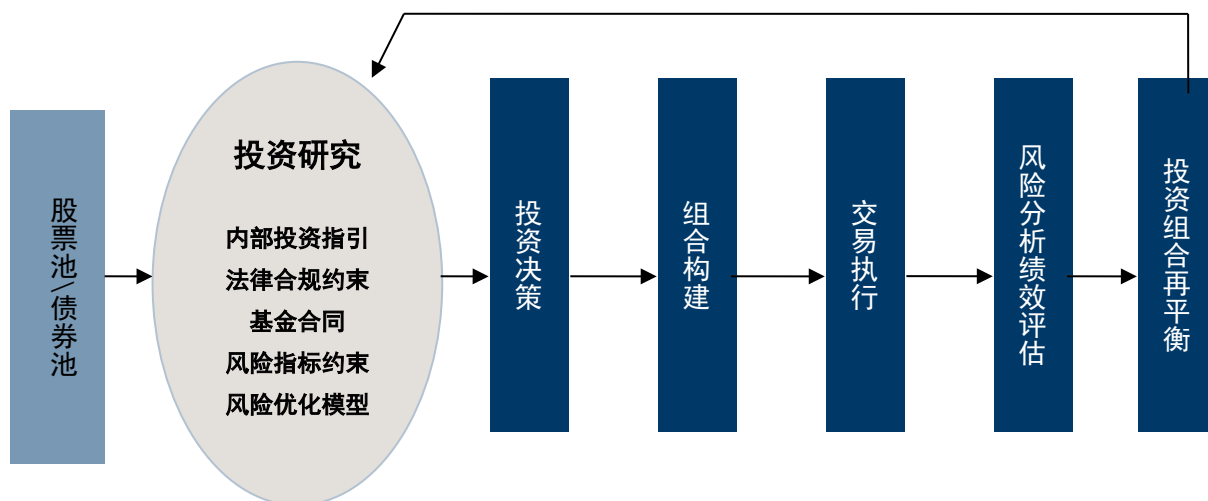 股票池\债券池
投资研究
内部投资指引
法律合规约束
基金合同
风险指标约束
风险优化模型
投资决策
组合构建
交易执行
风险分析绩效评估
投资组合再平衡